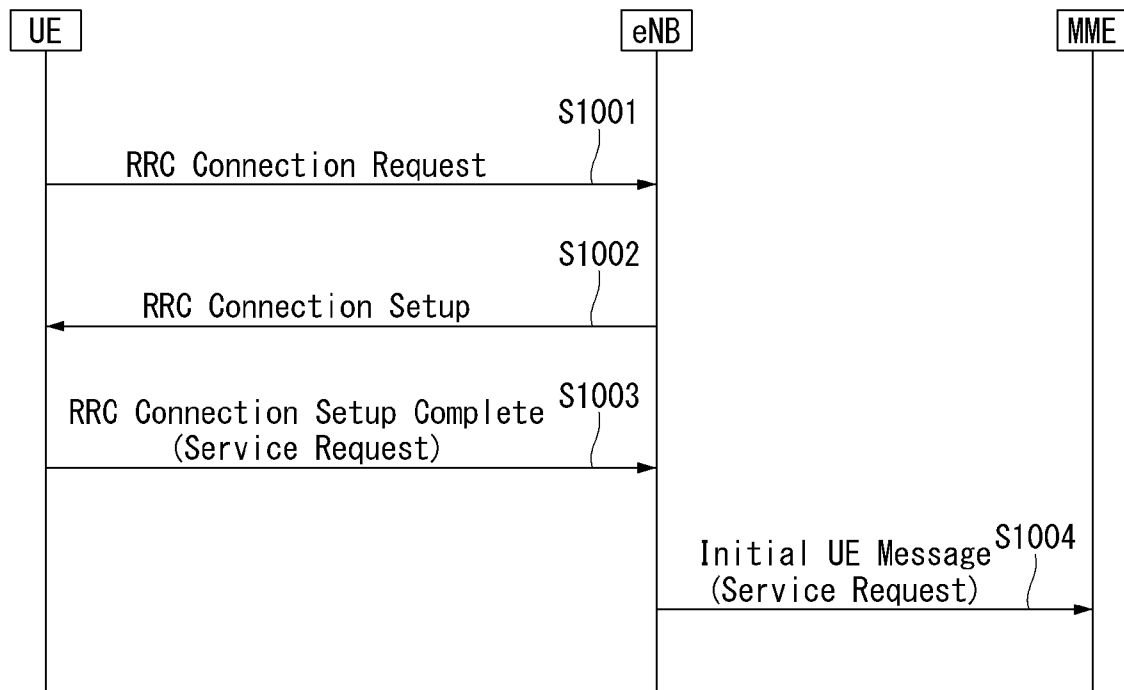 UE
eNB
MME
S1001
RRC Connection Request
S1002
RRC Connection Setup
S1003
RRC Connection Setup Complete
(Service Request)
S1004
Initial UE Message
(Service Request)